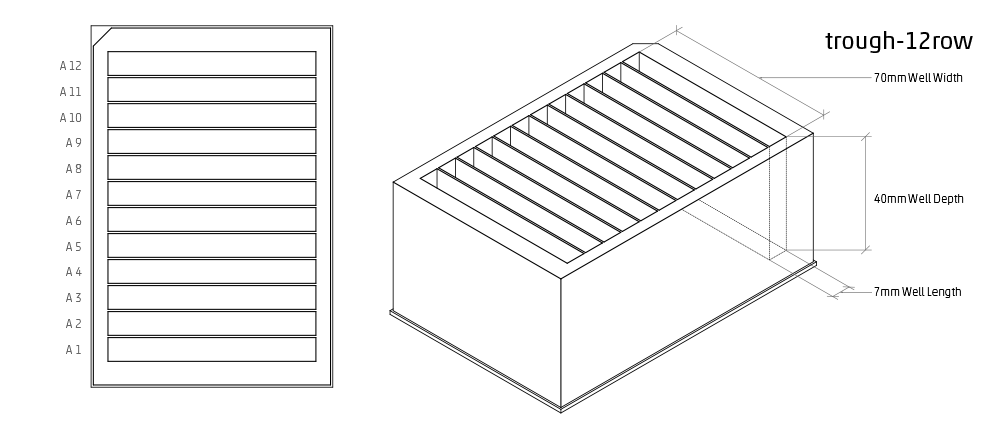 trough-12row
A 12
A 11
A 10
A 9
A 8
A 7
A 6
A 5
A 4
A 3
A 2
A 1
70mm Well Width
40mm Well Depth
7mm Well Length